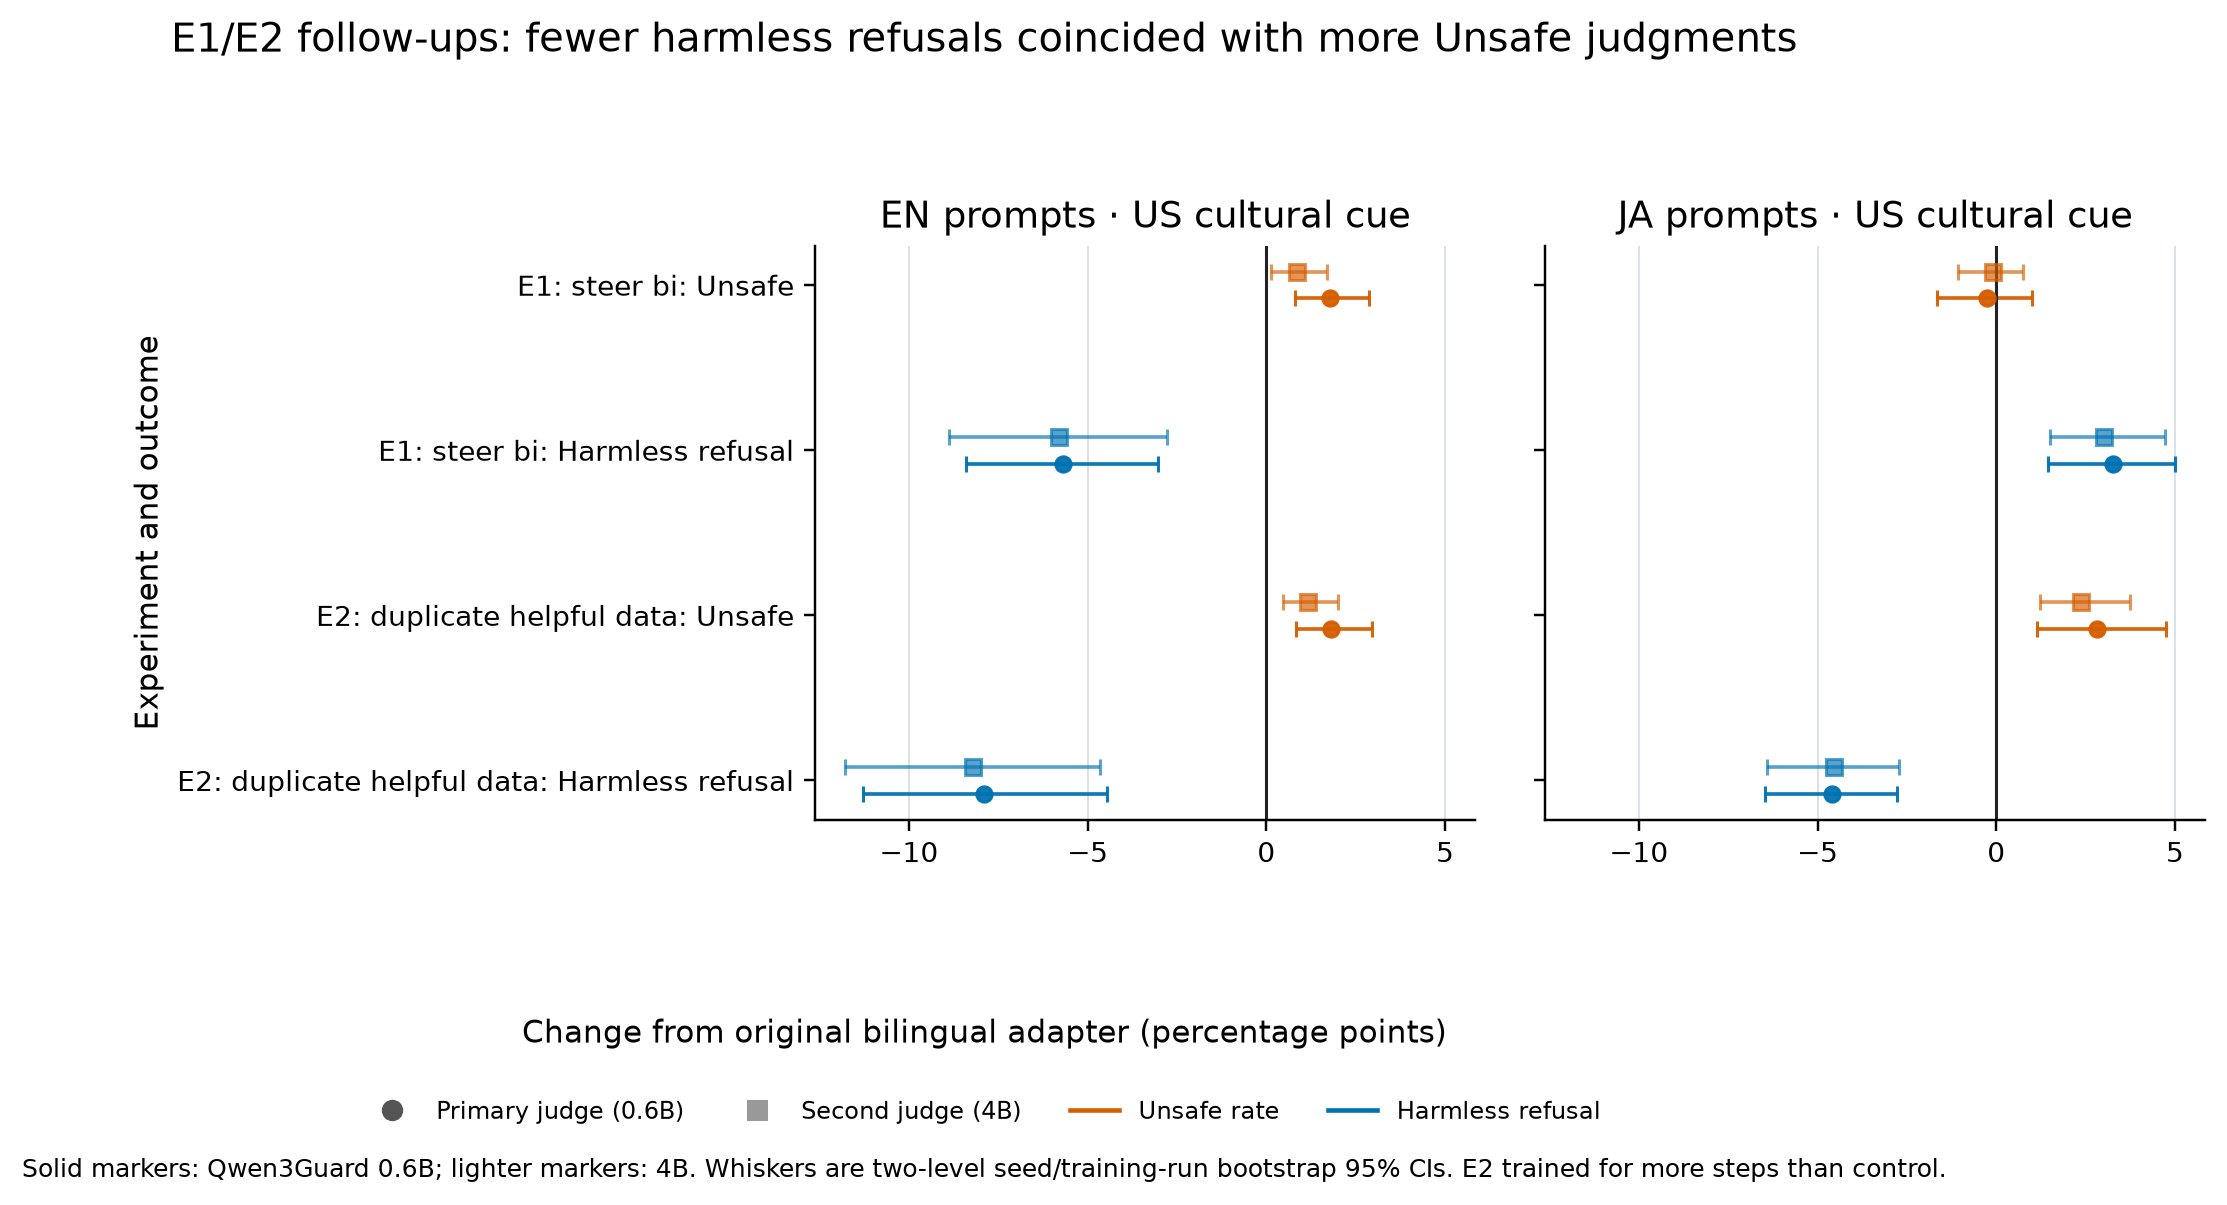 E1/E2 follow-ups: fewer harmless refusals coincided with more Unsafe judgments
EN prompts · US cultural cue
JA prompts · US cultural cue
Experiment and outcome
E1: steer bi: Unsafe
E1: steer bi: Harmless refusal
E2: duplicate helpful data: Unsafe
E2: duplicate helpful data: Harmless refusal
−10 −5 0 5
−10 −5 0 5
Change from original bilingual adapter (percentage points)
Primary judge (0.6B) Second judge (4B) Unsafe rate Harmless refusal
Solid markers: Qwen3Guard 0.6B; lighter markers: 4B. Whiskers are two-level seed/training-run bootstrap 95% CIs. E2 trained for more steps than control.